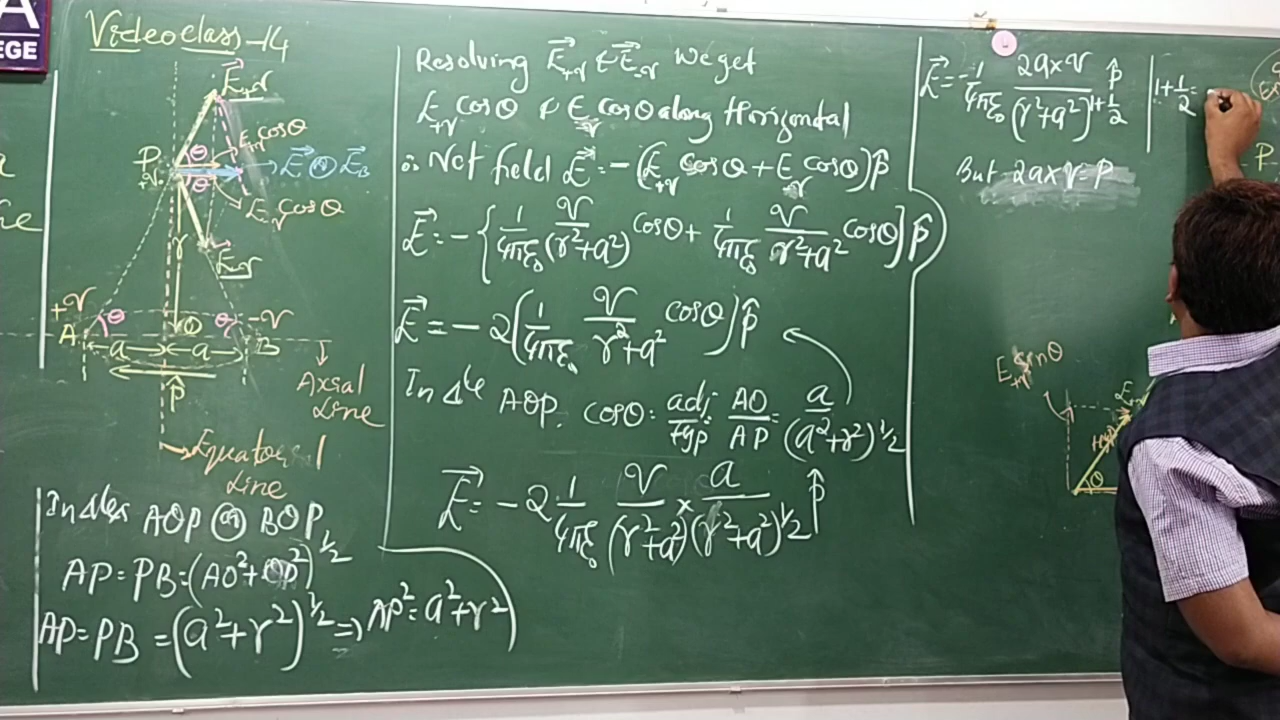 A
EGE
Videoclass-14
E⃗+q
E+q cosθ
P
θ
θ
E⃗ (or) E⃗B
E-q cosθ
r
E⃗-q
+q
θ
O
θ
-q
A
a
a
B
p̂
Axial
Line
Equatorial
Line
In Δles AOP (or) BOP
AP=PB=(AO²+OP²)^1/2
AP=PB=(a²+r²)^1/2 ⇒ AP²=a²+r²
Resolving E⃗+q & E⃗-q we get
E+q cosθ & E-q cosθ along Horizondal
∴ Net field E⃗=-(E+q cosθ+E-q cosθ)p̂
E⃗=-{1/4πε₀ q/(r²+a²) cosθ+1/4πε₀ q/r²+a² cosθ}p̂
E⃗=-2(1/4πε₀ q/r²+a² cosθ)p̂
In Δle AOP. cosθ=adj/hyp=AO/AP=a/(a²+r²)^1/2
E⃗=-2 1/4πε₀ q/(r²+a²)×a/(r²+a²)^1/2 p̂
E⃗=-1/4πε₀ 2a×q/(r²+a²)^1+1/2 p̂
1+1/2=
But 2a×q=P
P
E+q sinθ
E+q
θ